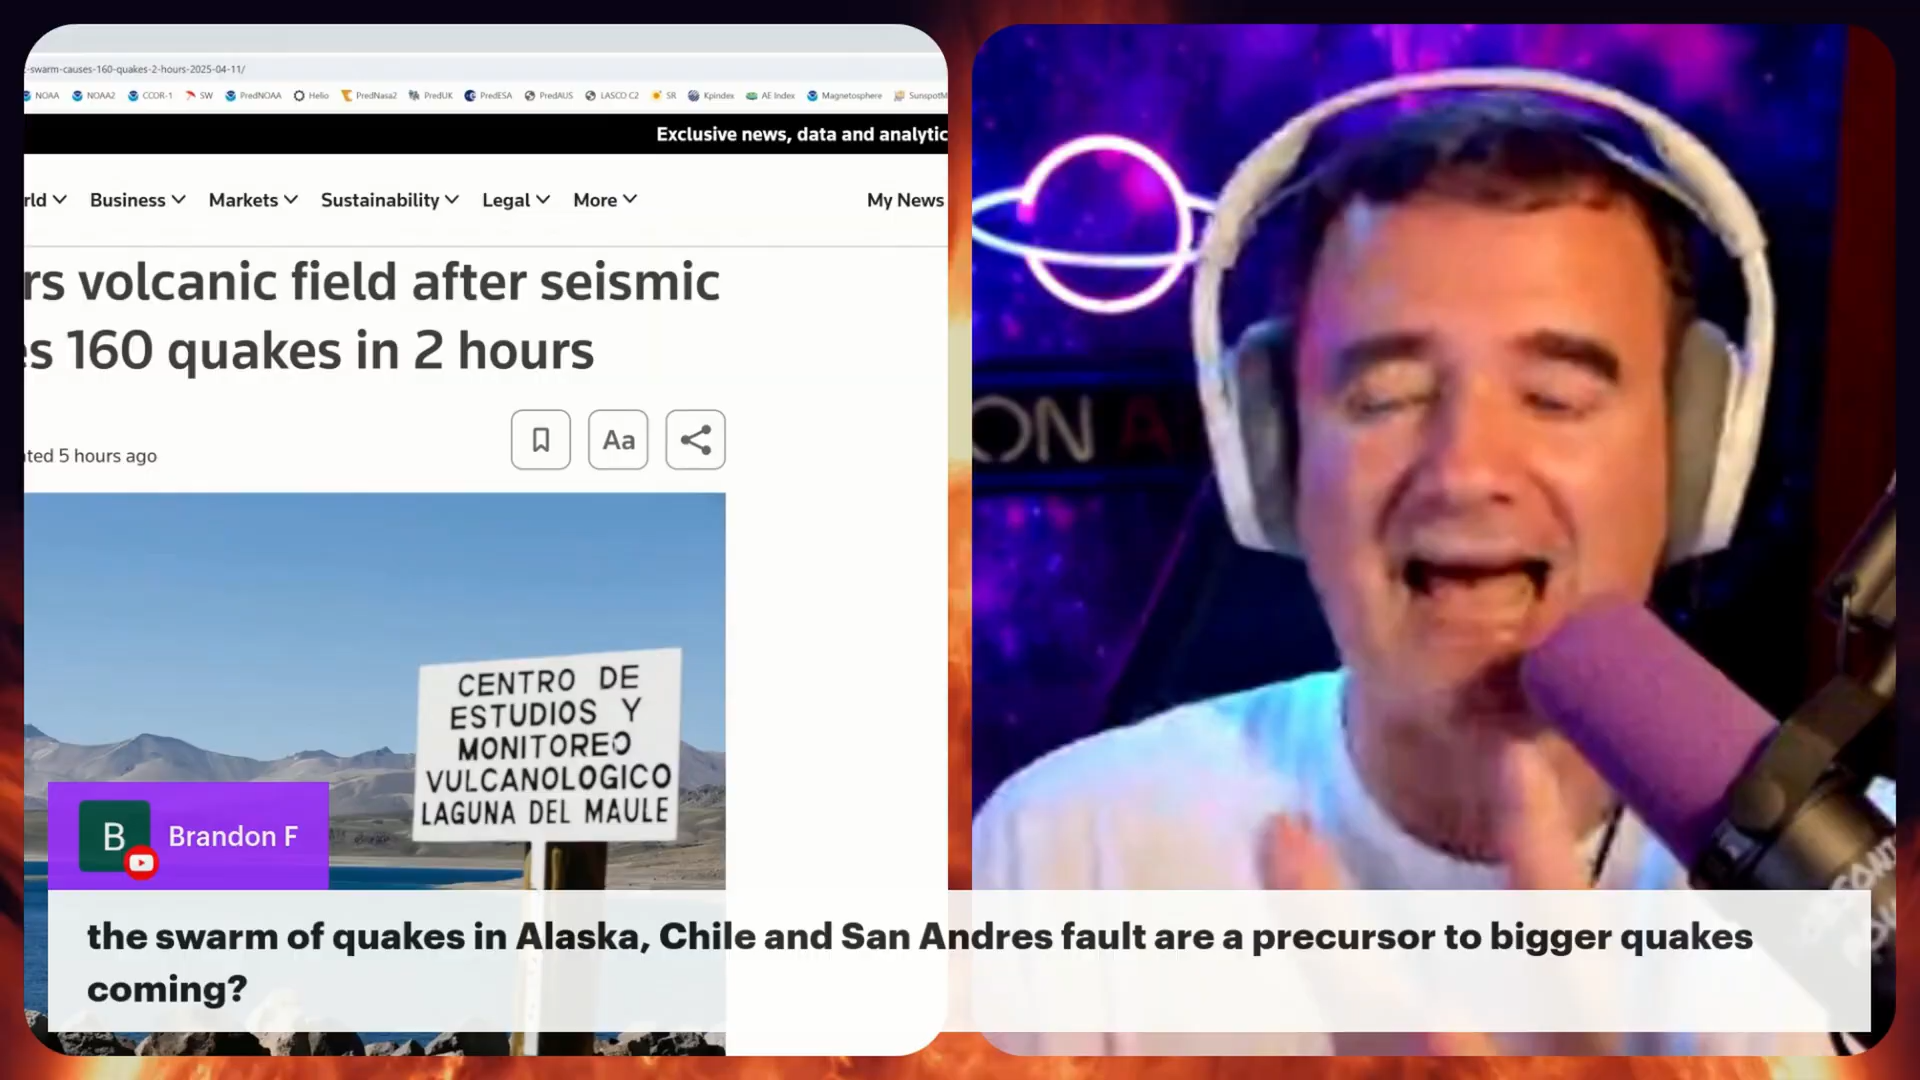 -swarm-causes-160-quakes-2-hours-2025-04-11/
NOAA NOAA2 CCOR-1 SW PredNOAA Helio PredNasa2 PredUK PredESA PredAUS LASCO C2 SR Kpindex AE Index Magnetosphere SunspotM
Exclusive news, data and analytic
rld Business Markets Sustainability Legal More My News
rs volcanic field after seismic
es 160 quakes in 2 hours
ted 5 hours ago
Aa
CENTRO DE
ESTUDIOS Y
MONITOREO
VULCANOLOGICO
LAGUNA DEL MAULE
B Brandon F
the swarm of quakes in Alaska, Chile and San Andres fault are a precursor to bigger quakes
coming?
ON A